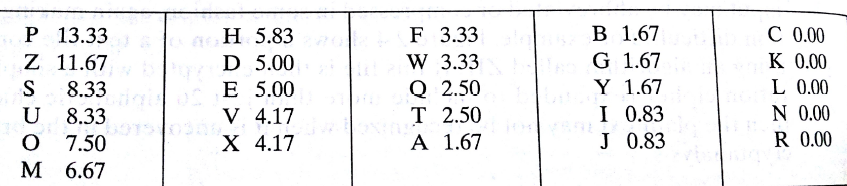 P 13.33 H 5.83 F 3.33 B 1.67 C 0.00
Z 11.67 D 5.00 W 3.33 G 1.67 K 0.00
S 8.33 E 5.00 Q 2.50 Y 1.67 L 0.00
U 8.33 V 4.17 T 2.50 I 0.83 N 0.00
O 7.50 X 4.17 A 1.67 J 0.83 R 0.00
M 6.67